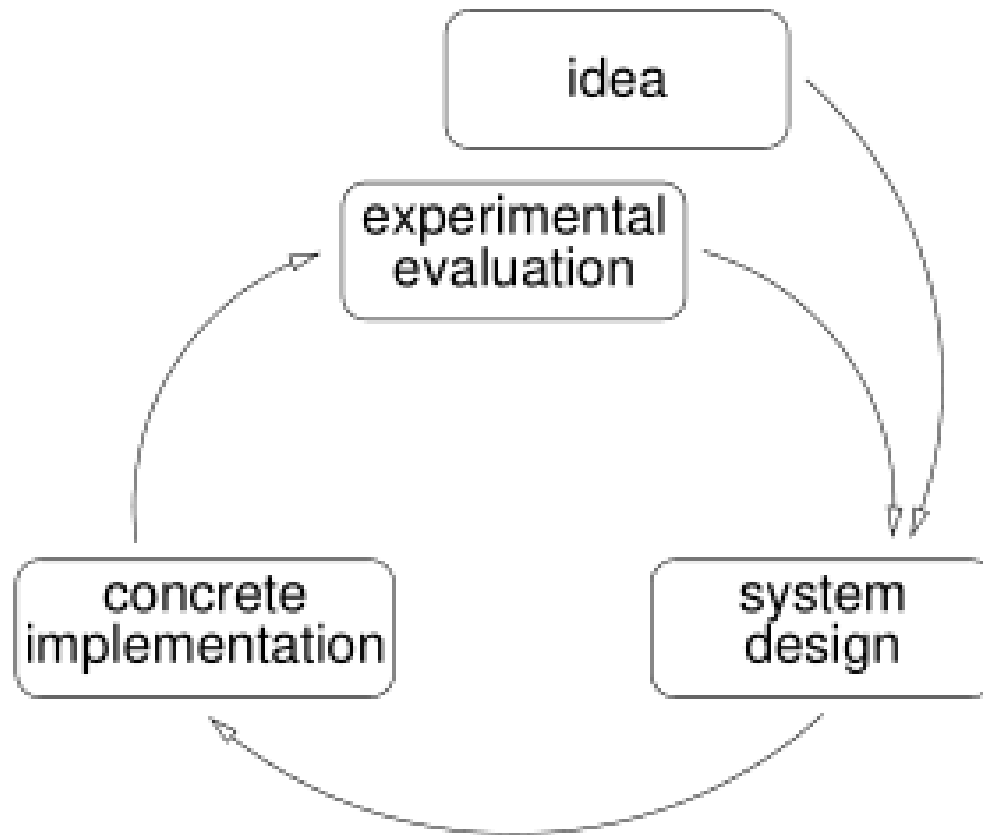 idea
experimental
evaluation
concrete
implementation
system
design